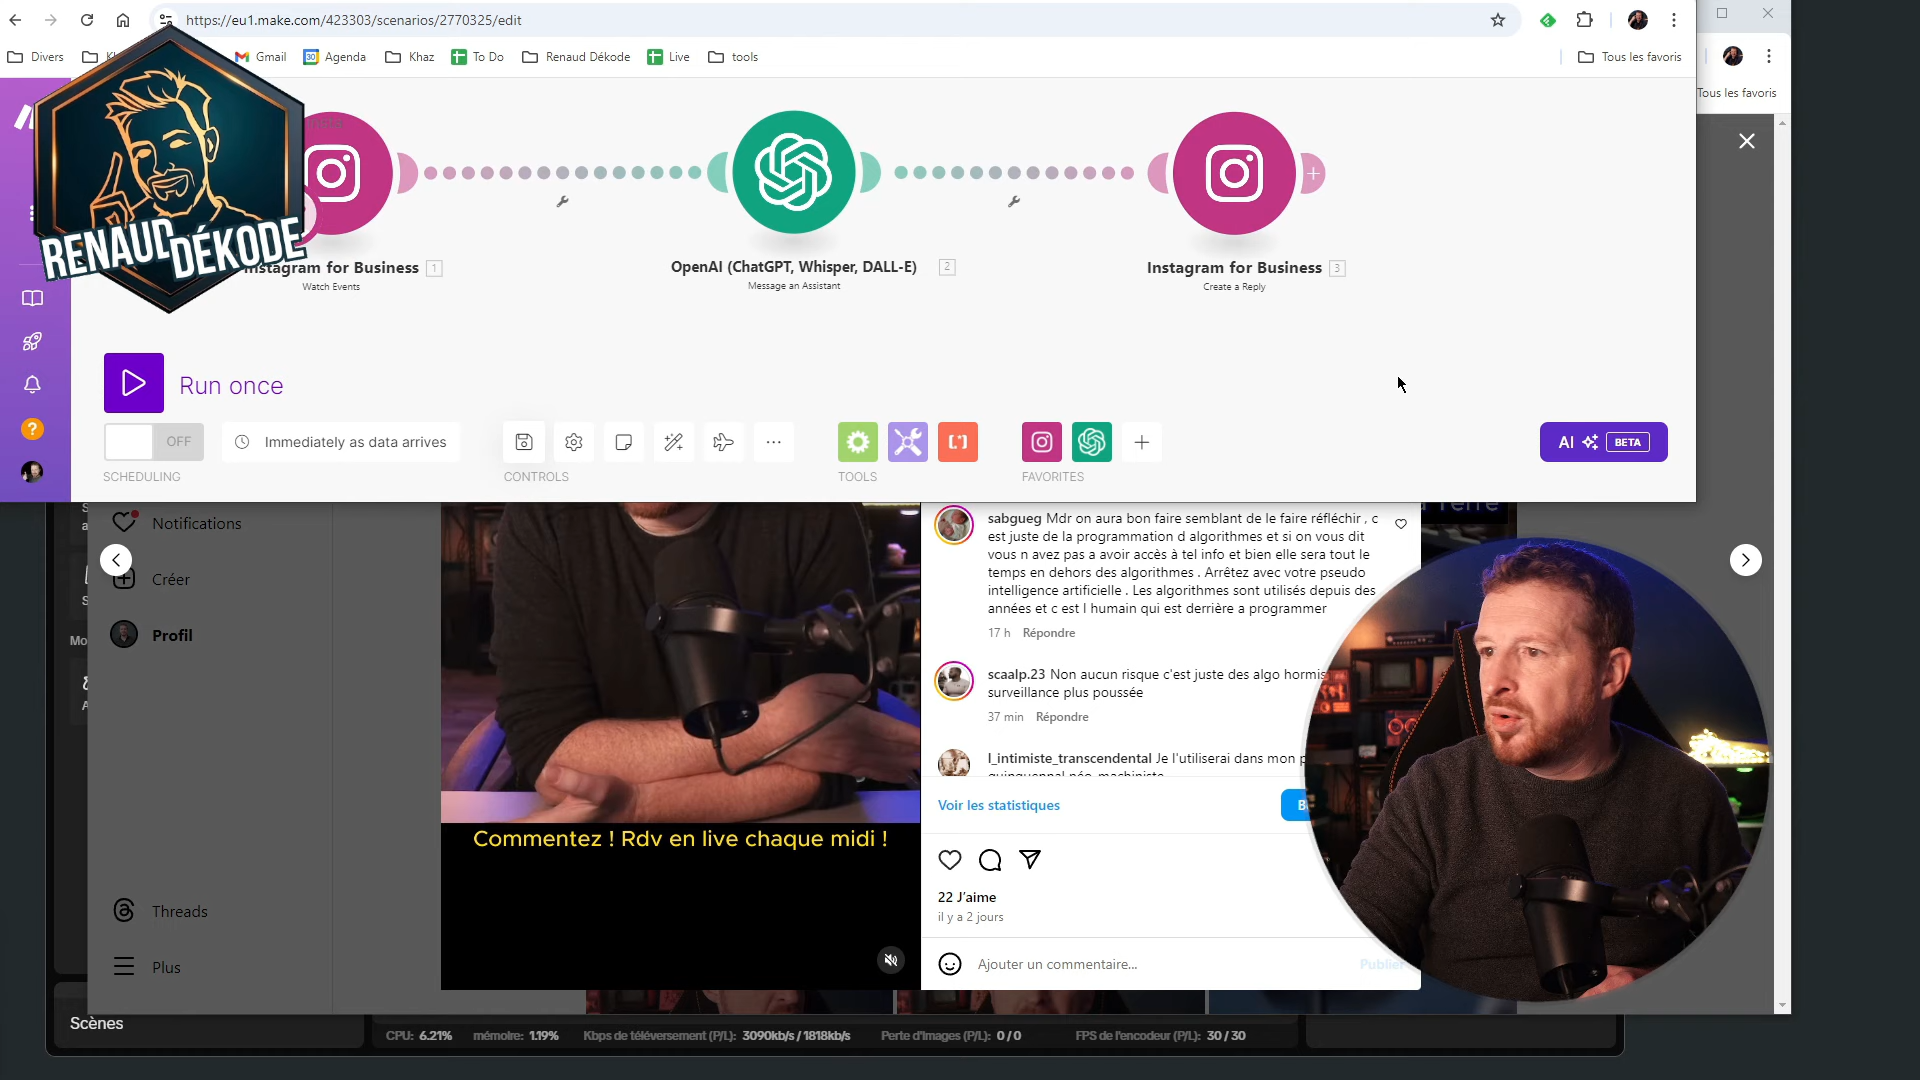 https://eu1.make.com/423303/scenarios/2770325/edit
Divers
Gmail
Agenda
Khaz
To Do
Renaud Dékode
Live
tools
Tous les favoris
Tous les favoris
RENAUD DÉKODE
Instagram for Business 1
Watch Events
OpenAI (ChatGPT, Whisper, DALL-E) 2
Message an Assistant
Instagram for Business 3
Create a Reply
Run once
OFF
Immediately as data arrives
SCHEDULING
CONTROLS
TOOLS
FAVORITES
AI BETA
Notifications
Créer
Profil
Threads
Plus
Commentez ! Rdv en live chaque midi !
sabgueg Mdr on aura bon faire semblant de le faire réfléchir , c
est juste de la programation d algorithmes et si on vous dit
vous n avez pas a avoir accès à tel info et bien elle sera tout le
temps en dehors des algorithmes . Arrêtez avec votre pseudo
intelligence artificielle . Les algorithmes sont utilisés depuis des
années et c est l humain qui est derrière a programmer
17 h Répondre
scaalp.23 Non aucun risque c'est juste des algo hormis
surveillance plus poussée
37 min Répondre
l_intimiste_transcendental Je l'utiliserai dans mon
Voir les statistiques
22 J'aime
il y a 2 jours
Ajouter un commentaire...
Publier
Scènes
CPU: 6.21% mémoire: 1.19% Kbps de téléversement (P/L): 3090kb/s / 1818kb/s Perte d'images (P/L): 0 / 0 FPS de l'encodeur (P/L): 30 / 30